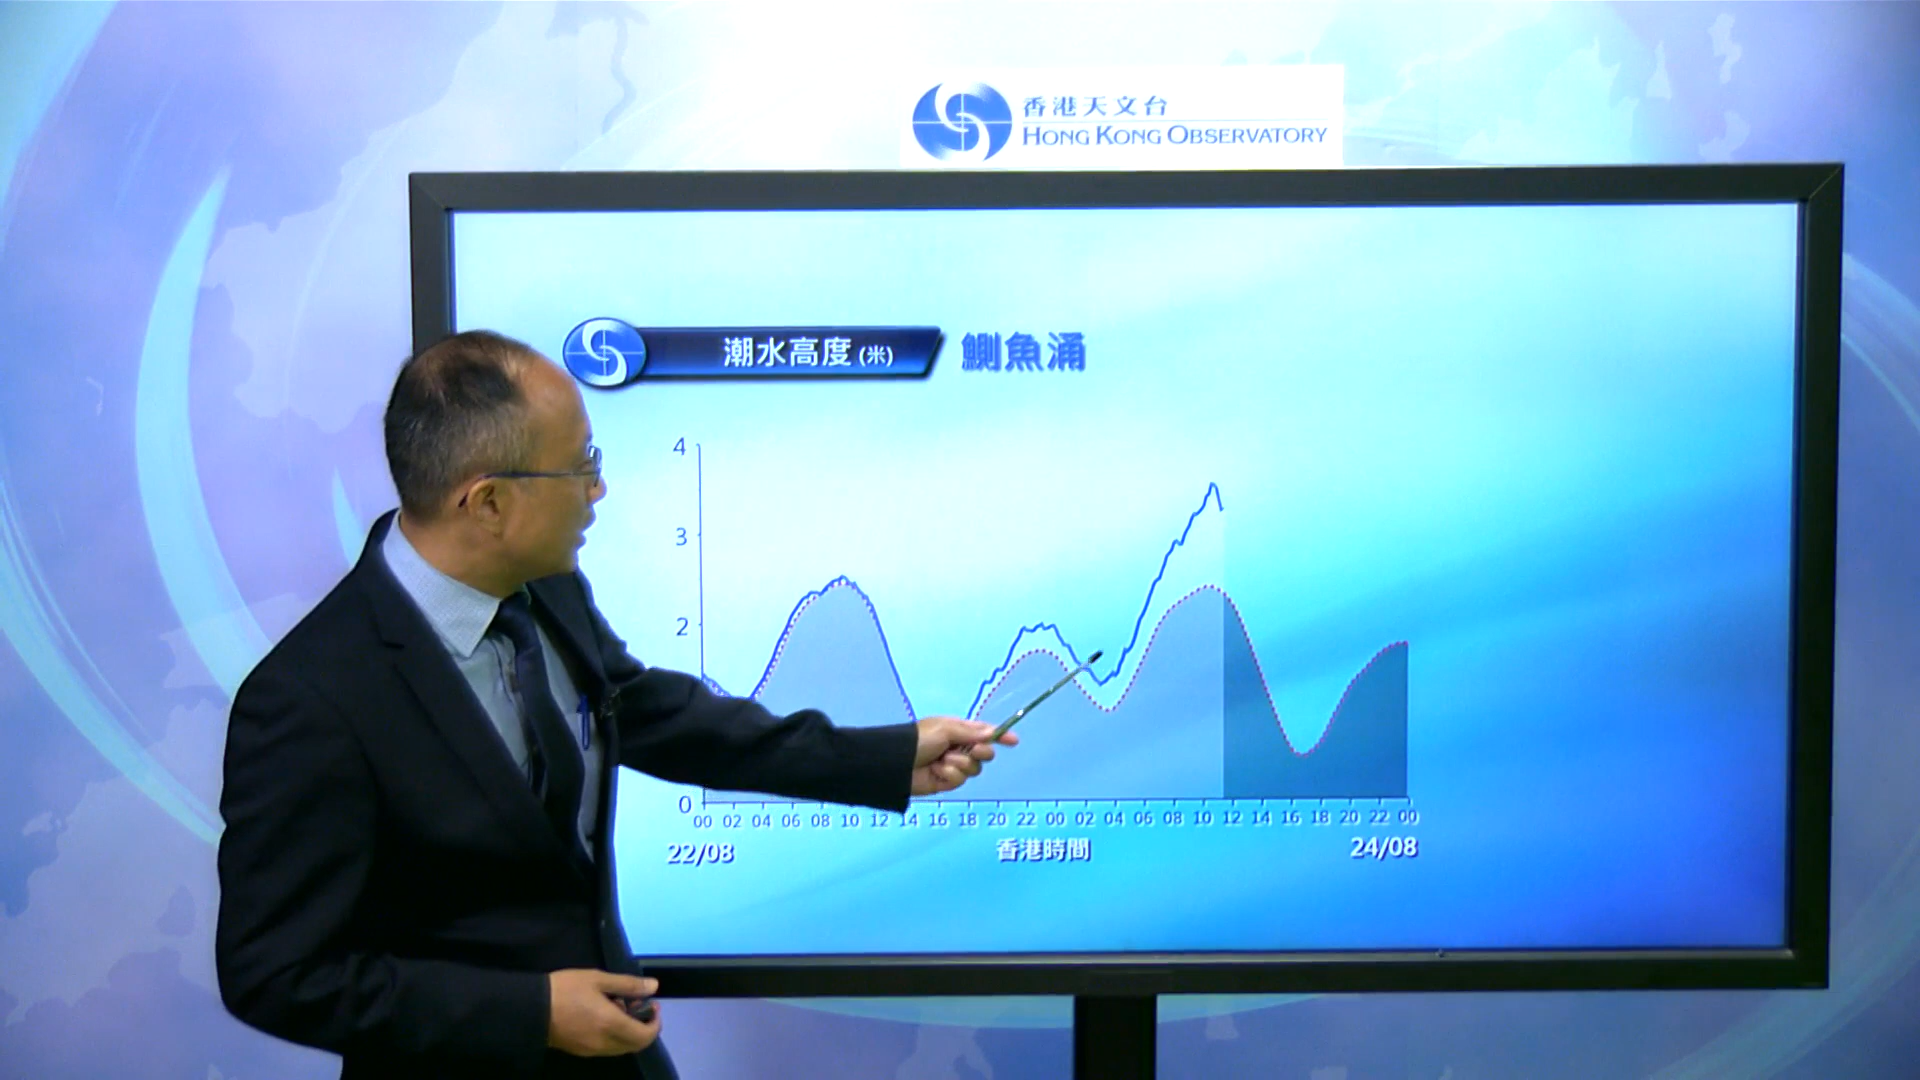 香港天文台
HONG KONG OBSERVATORY
潮水高度(米) 鰂魚涌
4
3
2
0
00 02 04 06 08 10 12 14 16 18 20 22 00 02 04 06 08 10 12 14 16 18 20 22 00
22/08 香港時間 24/08